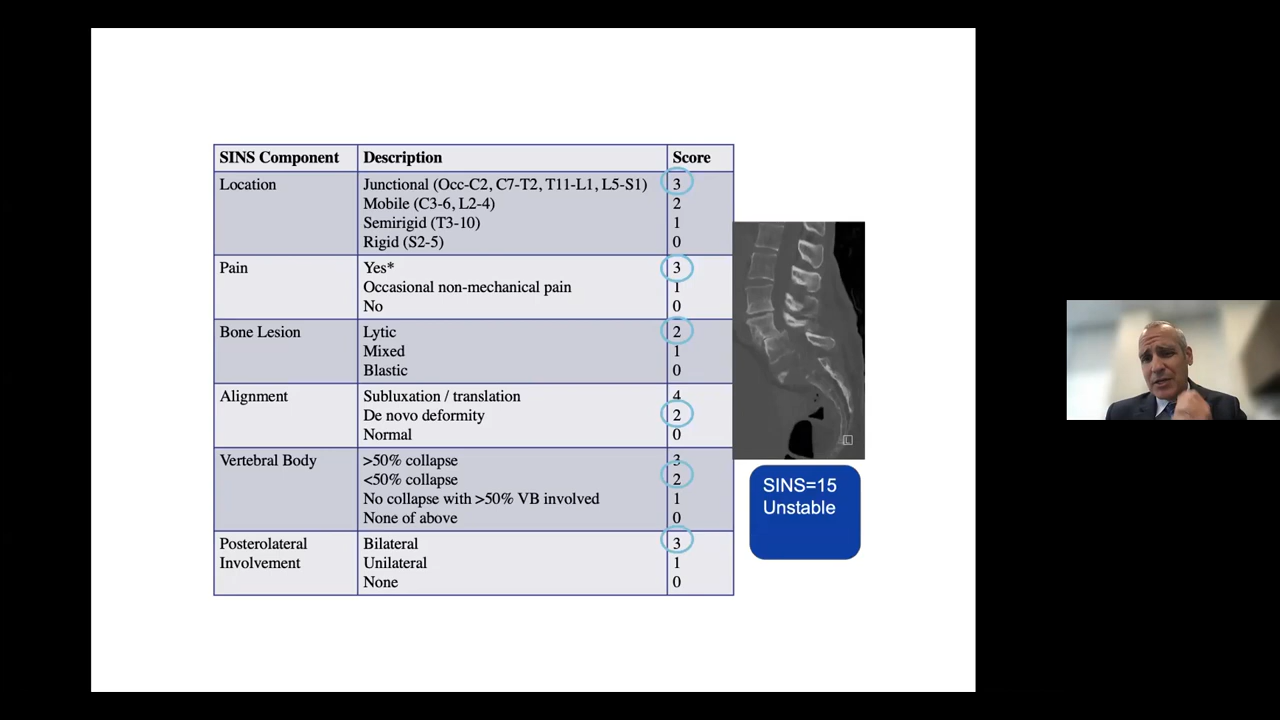 SINS Component Description Score
Location Junctional (Occ-C2, C7-T2, T11-L1, L5-S1) 3
Mobile (C3-6, L2-4) 2
Semirigid (T3-10) 1
Rigid (S2-5) 0
Pain Yes* 3
Occasional non-mechanical pain 1
No 0
Bone Lesion Lytic 2
Mixed 1
Blastic 0
Alignment Subluxation / translation 4
De novo deformity 2
Normal 0
Vertebral Body >50% collapse 3
<50% collapse 2
No collapse with >50% VB involved 1
None of above 0
Posterolateral Bilateral 3
Involvement Unilateral 1
None 0
L
SINS=15
Unstable